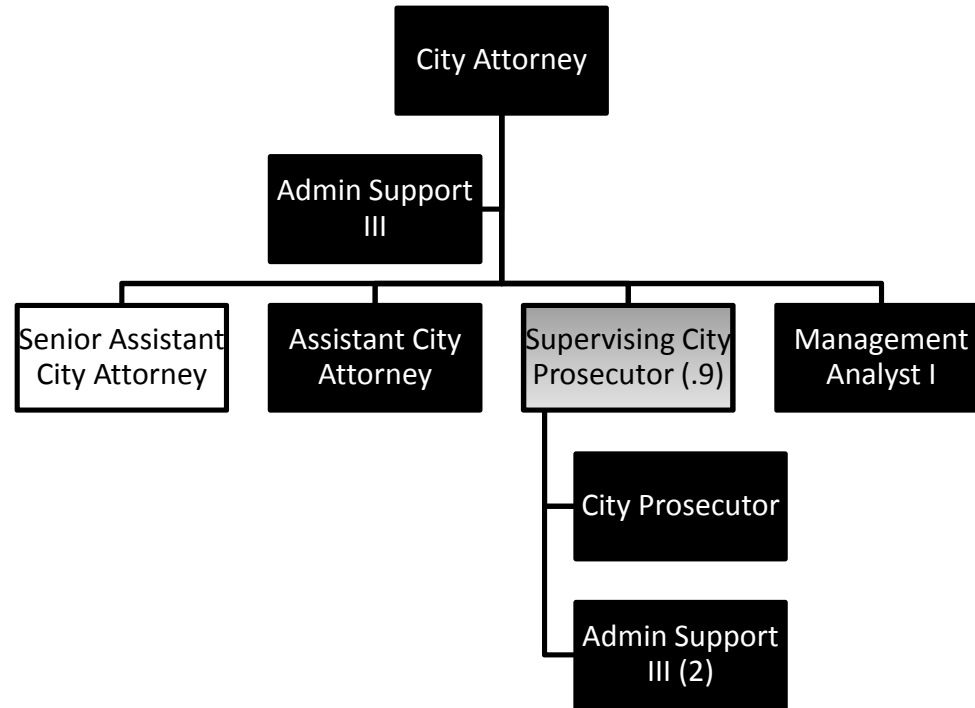 City Attorney
Admin Support
III
Senior Assistant
City Attorney
Assistant City
Attorney
Supervising City
Prosecutor (.9)
Management
Analyst I
City Prosecutor
Admin Support
III (2)